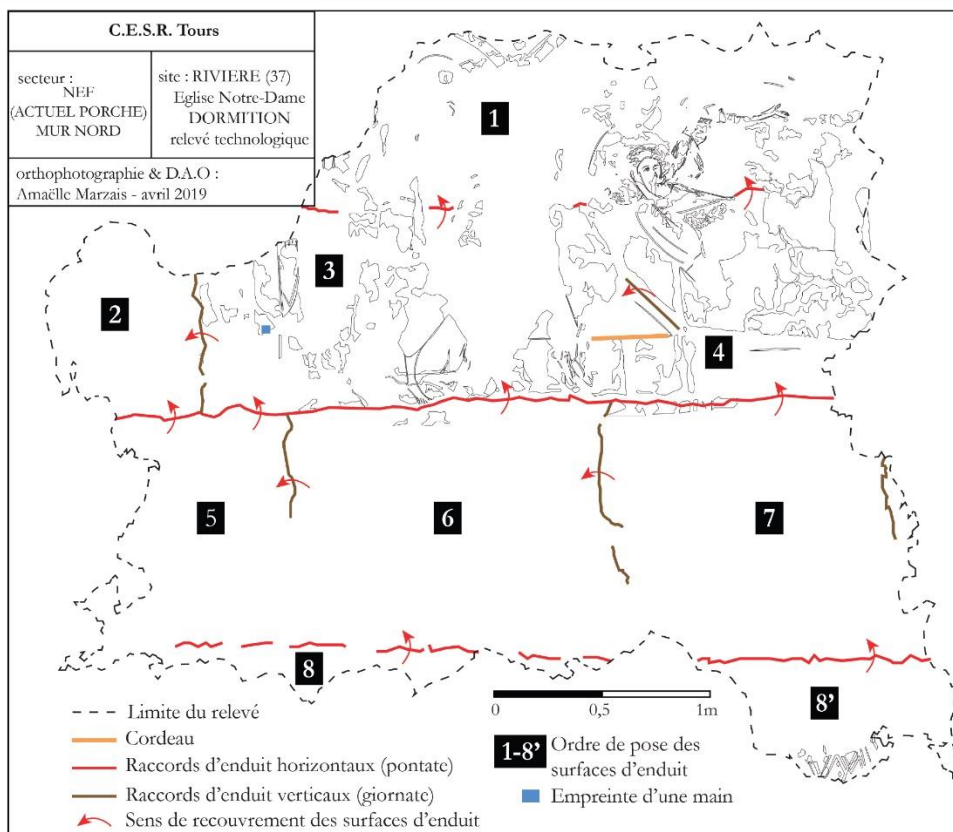 C.E.S.R. Tours
secteur :
NEF
(ACTUEL PORCHE)
MUR NORD
site : RIVIERE (37)
Eglise Notre-Dame
DORMITION
relevé technologique
orthophotographie & D.A.O :
Amaëlle Marzais - avril 2019
1
2
3
4
5
6
7
8
8’
Limite du relevé
Cordeau
Raccords d’enduit horizontaux (pontate)
Raccords d’enduit verticaux (giornate)
Sens de recouvrement des surfaces d’enduit
0 0,5 1m
1-8’ Ordre de pose des
surfaces d’enduit
Empreinte d’une main